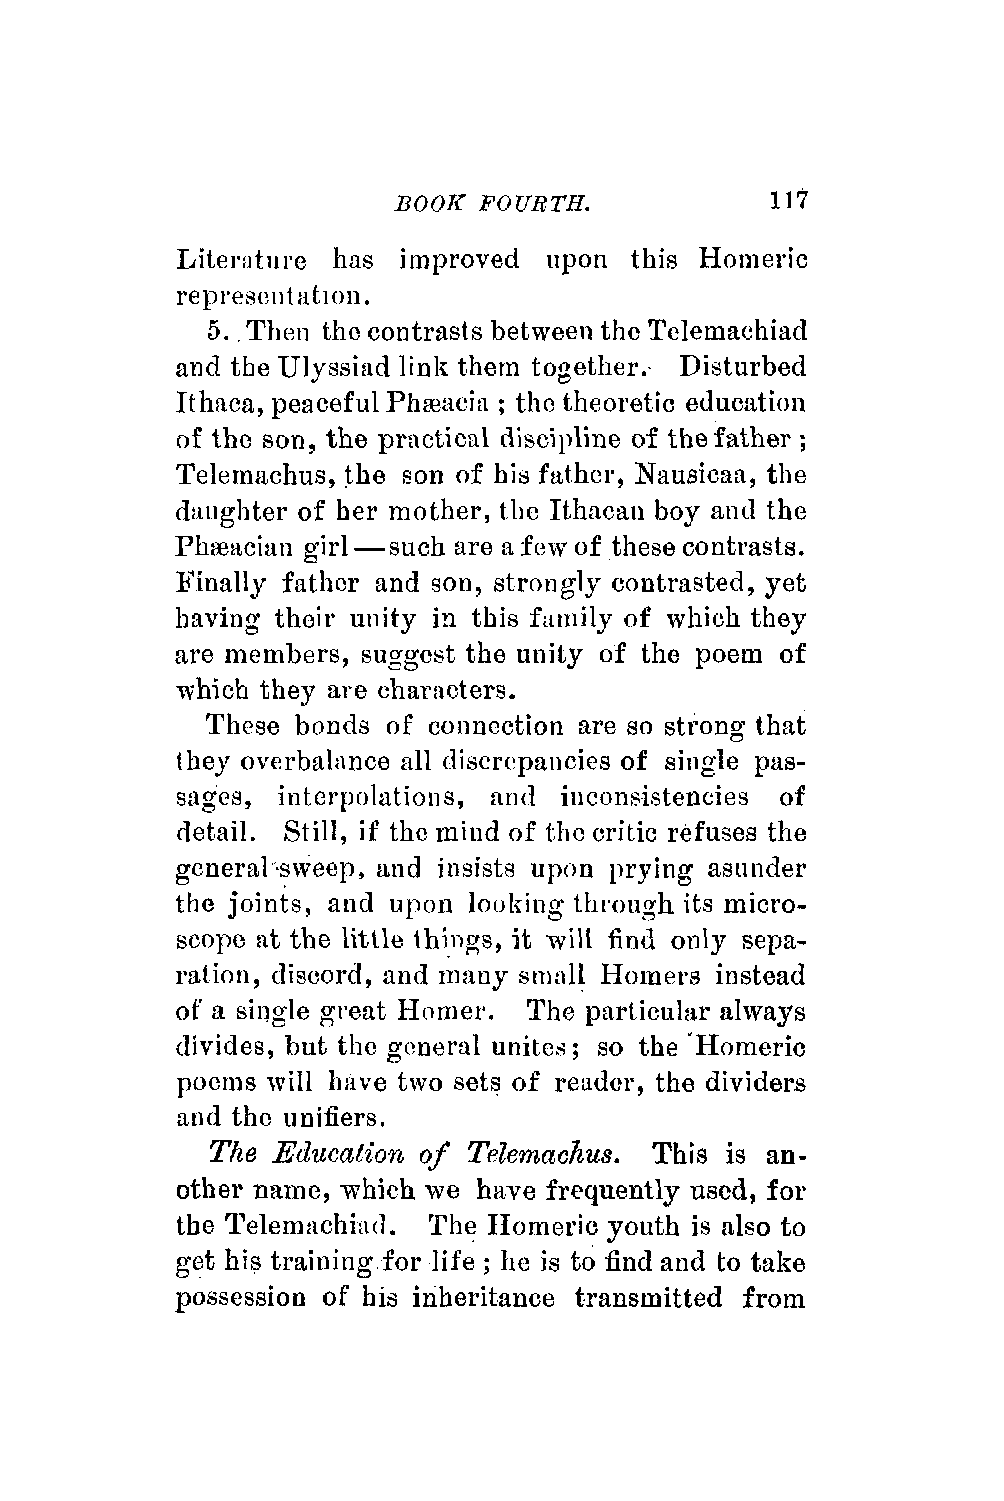 BOOK FOURTH. 117
Literature has improved upon this Homeric
representation.
5. Then the contrasts between the Telemachiad
and the Ulyssiad link them together. Disturbed
Ithaca, peaceful Phæacia ; the theoretic education
of the son, the practical discipline of the father ;
Telemachus, the son of his father, Nausicaa, the
daughter of her mother, the Ithacan boy and the
Phæacian girl — such are a few of these contrasts.
Finally father and son, strongly contrasted, yet
having their unity in this family of which they
are members, suggest the unity of the poem of
which they are characters.
These bonds of connection are so strong that
they overbalance all discrepancies of single pas-
sages, interpolations, and inconsistencies of
detail. Still, if the mind of the critic refuses the
general sweep, and insists upon prying asunder
the joints, and upon looking through its micro-
scope at the little things, it will find only sepa-
ration, discord, and many small Homers instead
of a single great Homer. The particular always
divides, but the general unites; so the Homeric
poems will have two sets of reader, the dividers
and the unifiers.
The Education of Telemachus. This is an-
other name, which we have frequently used, for
the Telemachiad. The Homeric youth is also to
get his training for life ; he is to find and to take
possession of his inheritance transmitted from